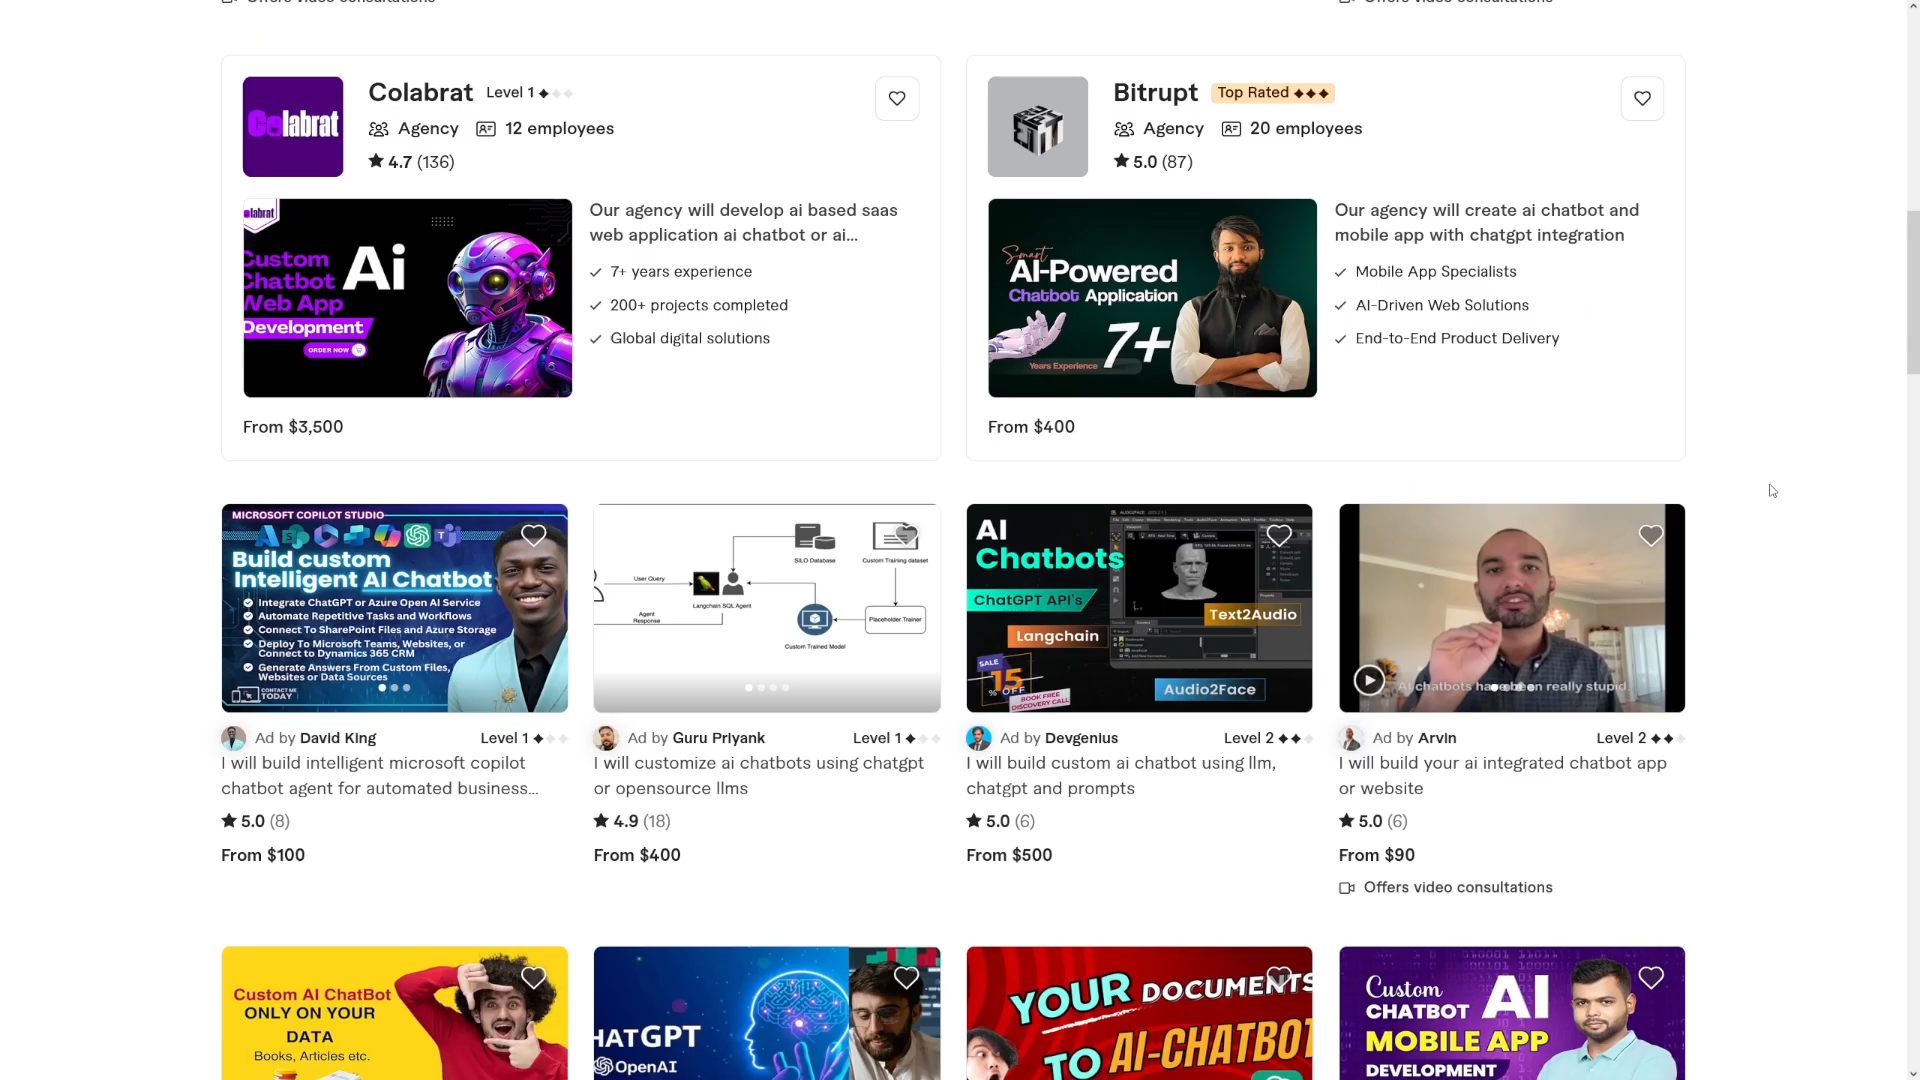 Offers video consultations
Offers video consultations
Colabrat
Colabrat Level 1
Agency 12 employees
4.7 (136)
labrat
Custom
Chatbot Ai
Web App
Development
ORDER NOW
Our agency will develop ai based saas
web application ai chatbot or ai...
7+ years experience
200+ projects completed
Global digital solutions
From $3,500
Bitrupt Top Rated
Agency 20 employees
5.0 (87)
Smart
AI-Powered
Chatbot Application
7+
Years Experience
Our agency will create ai chatbot and
mobile app with chatgpt integration
Mobile App Specialists
AI-Driven Web Solutions
End-to-End Product Delivery
From $400
MICROSOFT COPILOT STUDIO
Build custom
Intelligent AI Chatbot
Integrate ChatGPT or Azure Open AI Service
Automate Repetitive Tasks and Workflows
Connect To SharePoint Files and Azure Storage
Deploy To Microsoft Teams, Websites, or
Connect to Dynamics 365 CRM
Generate Answers From Custom Files,
Websites or Data Sources
CONTACT ME
TODAY
Ad by David King Level 1
I will build intelligent microsoft copilot
chatbot agent for automated business...
5.0 (8)
From $100
SILO Database
Custom Training dataset
User Query
Langchain SQL Agent
Agent
Response
Placeholder Trainer
Custom Trained Model
Ad by Guru Priyank Level 1
I will customize ai chatbots using chatgpt
or opensource llms
4.9 (18)
From $400
AI
Chatbots
ChatGPT API's
Langchain
Text2Audio
SALE
15
% OFF
BOOK FREE
DISCOVERY CALL
Audio2Face
Ad by Devgenius Level 2
I will build custom ai chatbot using llm,
chatgpt and prompts
5.0 (6)
From $500
AI chatbots have been really stupid
Ad by Arvin Level 2
I will build your ai integrated chatbot app
or website
5.0 (6)
From $90
Offers video consultations
Custom AI ChatBot
ONLY ON YOUR
DATA
Books, Articles etc.
HATGPT
OpenAI
YOUR DOCUMENTS
TO AI-CHATBOT
Custom
CHATBOT AI
MOBILE APP
DEVELOPMENT